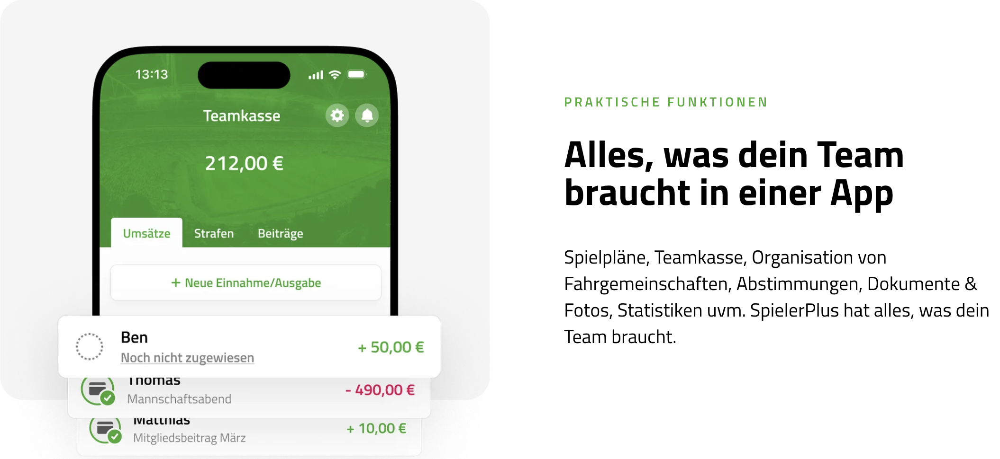 13:13
Teamkasse
212,00 €
Umsätze Strafen Beiträge
+ Neue Einnahme/Ausgabe
Ben
Noch nicht zugewiesen
+ 50,00 €
Thomas
Mannschaftsabend
- 490,00 €
Matthias
Mitgliedsbeitrag März
+ 10,00 €
PRAKTISCHE FUNKTIONEN
Alles, was dein Team
braucht in einer App
Spielpläne, Teamkasse, Organisation von
Fahrgemeinschaften, Abstimmungen, Dokumente &
Fotos, Statistiken uvm. SpielerPlus hat alles, was dein
Team braucht.